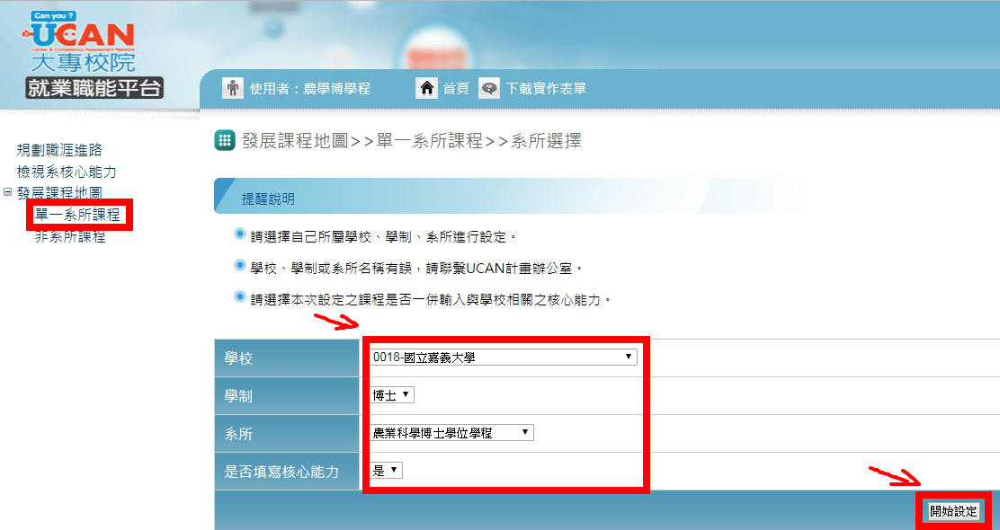 Can you ?
UCAN
Career & Competency Assessment Network
大專校院
就業職能平台
使用者：農學博學程
首頁
下載實作表單
規劃職涯進路
檢視系核心能力
發展課程地圖
單一系所課程
非系所課程
發展課程地圖>>單一系所課程>>系所選擇
提醒說明
請選擇自己所屬學校、學制、系所進行設定。
學校、學制或系所名稱有誤，請聯繫UCAN計畫辦公室。
請選擇本次設定之課程是否一併輸入與學校相關之核心能力。
學校 0018-國立嘉義大學
學制 博士
系所 農業科學博士學位學程
是否填寫核心能力 是
開始設定